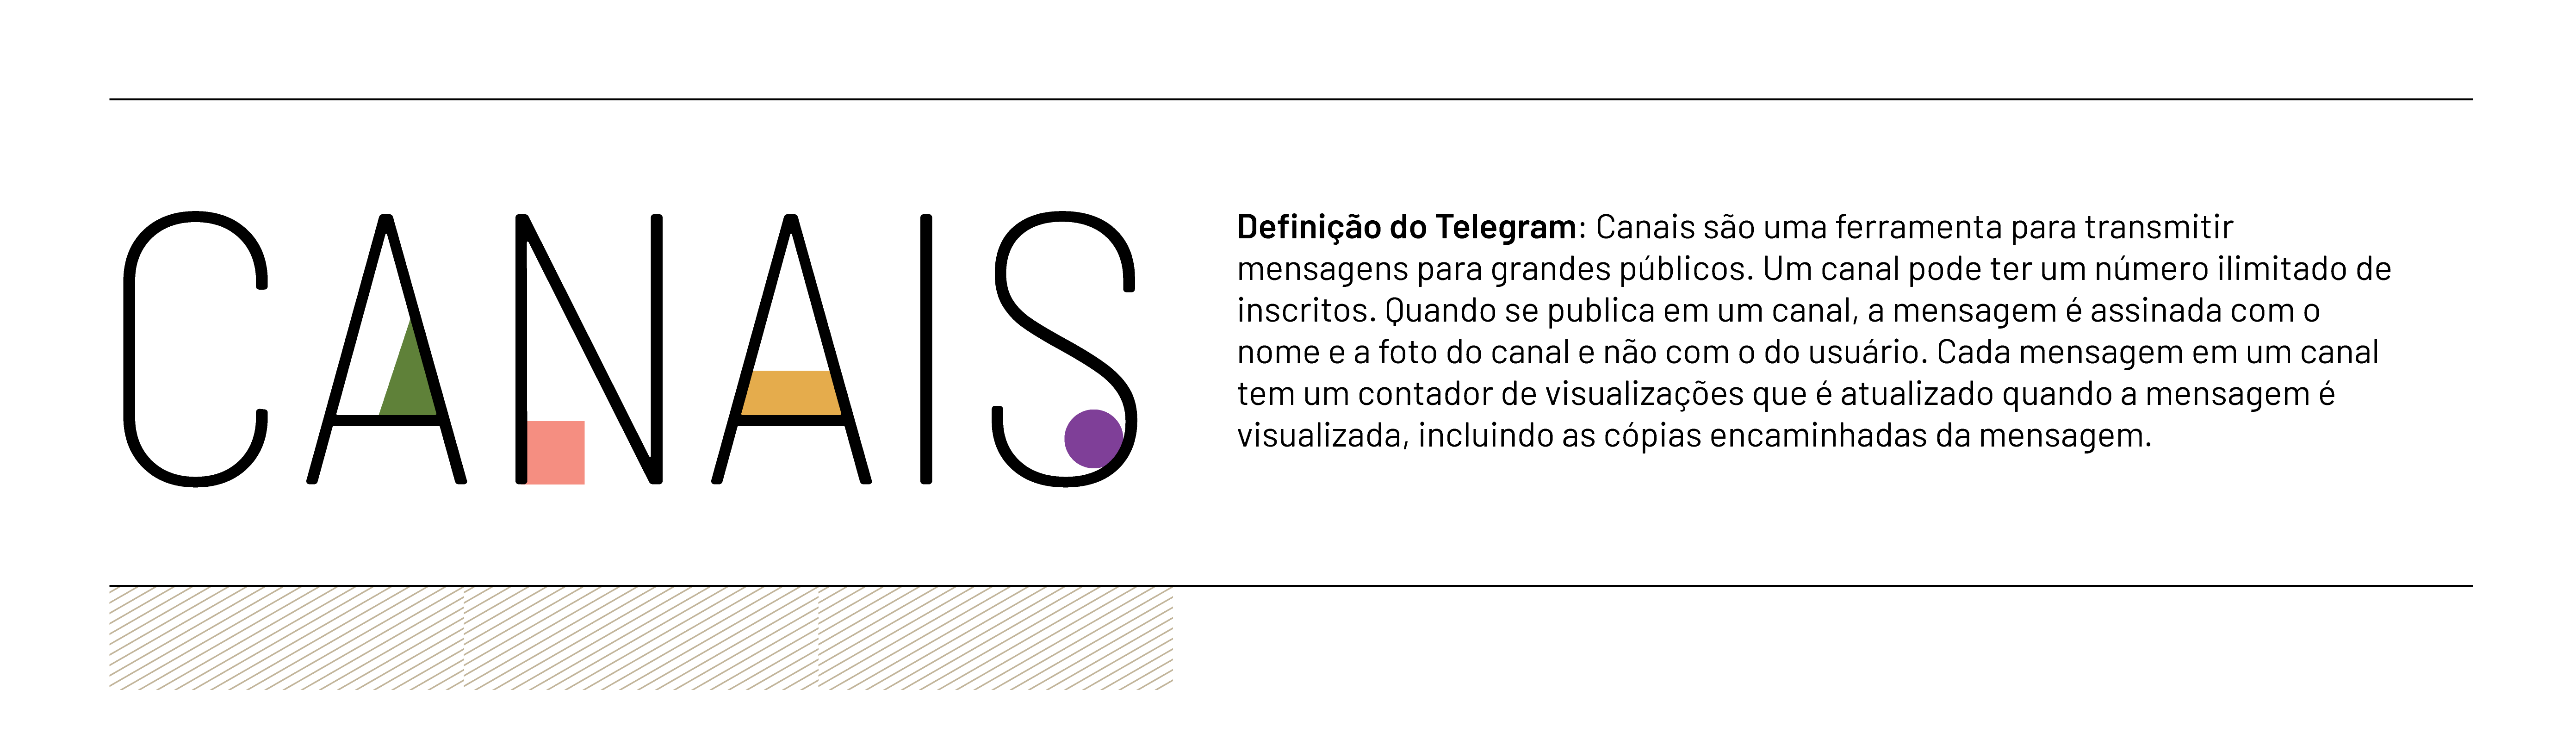 CANAIS
Definição do Telegram: Canais são uma ferramenta para transmitir
mensagens para grandes públicos. Um canal pode ter um número ilimitado de
inscritos. Quando se publica em um canal, a mensagem é assinada com o
nome e a foto do canal e não com o do usuário. Cada mensagem em um canal
tem um contador de visualizações que é atualizado quando a mensagem é
visualizada, incluindo as cópias encaminhadas da mensagem.